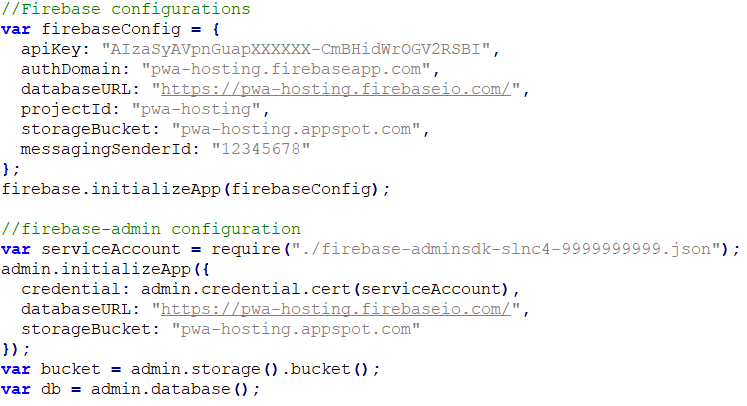 //Firebase configurations
var firebaseConfig = {
  apiKey: "AIzaSyAVpnGuapXXXXXX-CmBHidWrOGV2RSBI",
  authDomain: "pwa-hosting.firebaseapp.com",
  databaseURL: "https://pwa-hosting.firebaseio.com/",
  projectId: "pwa-hosting",
  storageBucket: "pwa-hosting.appspot.com",
  messagingSenderId: "12345678"
};
firebase.initializeApp(firebaseConfig);

//firebase-admin configuration
var serviceAccount = require("./firebase-adminsdk-slnc4-9999999999.json");
admin.initializeApp({
  credential: admin.credential.cert(serviceAccount),
  databaseURL: "https://pwa-hosting.firebaseio.com/",
  storageBucket: "pwa-hosting.appspot.com"
});
var bucket = admin.storage().bucket();
var db = admin.database();